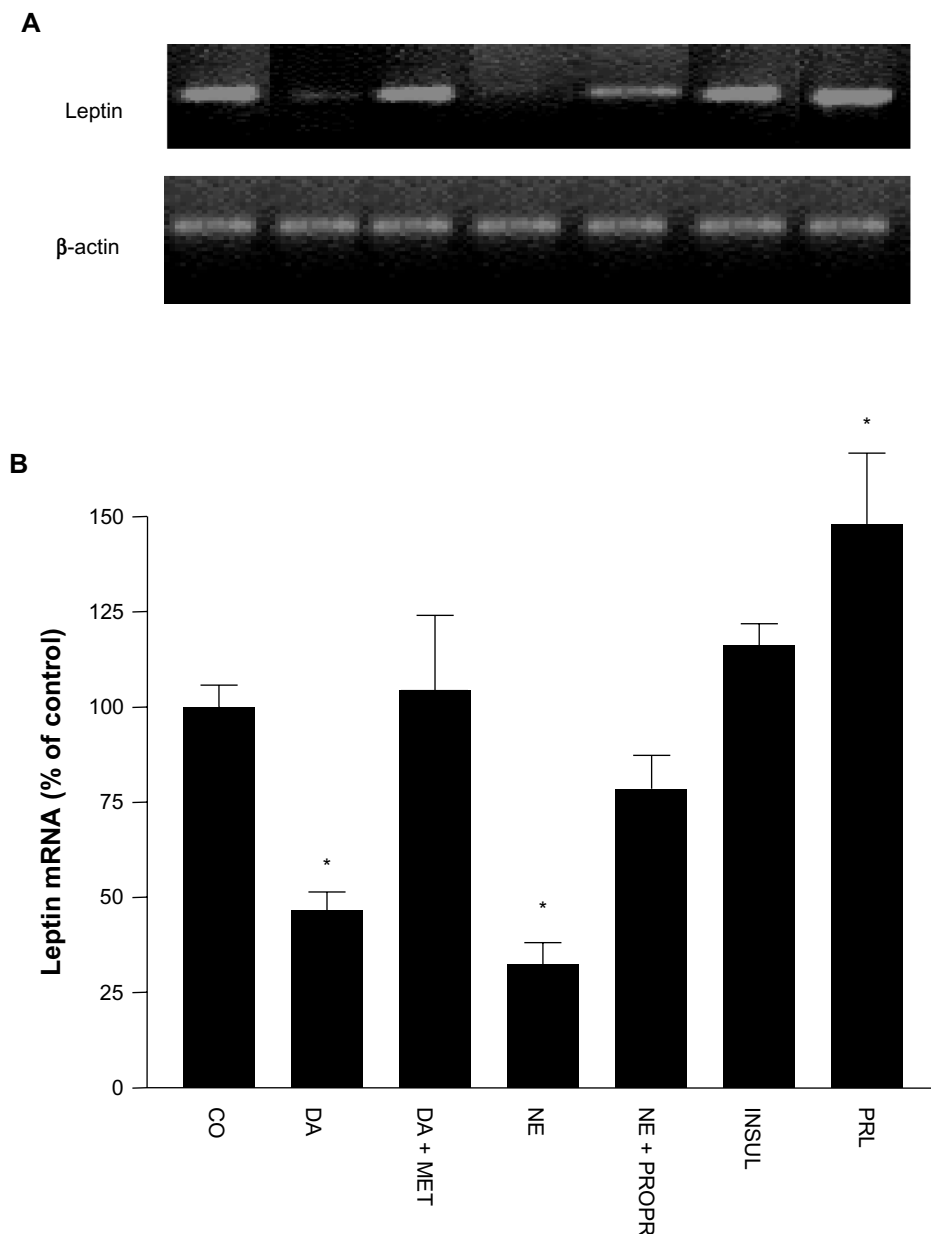 A
Leptin
β-actin
B
*
150
125
100
75
50
25
0
Leptin mRNA (% of control)
*
*
CO
DA
DA + MET
NE
NE + PROPR
INSUL
PRL